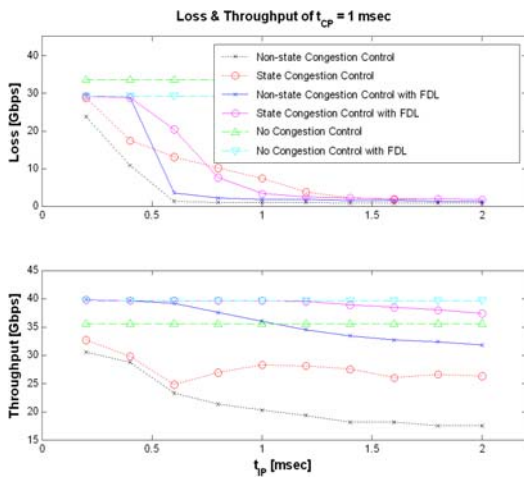 Loss & Throughput of tCP = 1 msec
Loss [Gbps]
40
30
20
10
0
Non-state Congestion Control
State Congestion Control
Non-state Congestion Control with FDL
State Congestion Control with FDL
No Congestion Control
No Congestion Control with FDL
0
0.5
1
1.5
2
Throughput [Gbps]
45
40
35
30
25
20
15
0
0.5
1
1.5
2
tIP [msec]